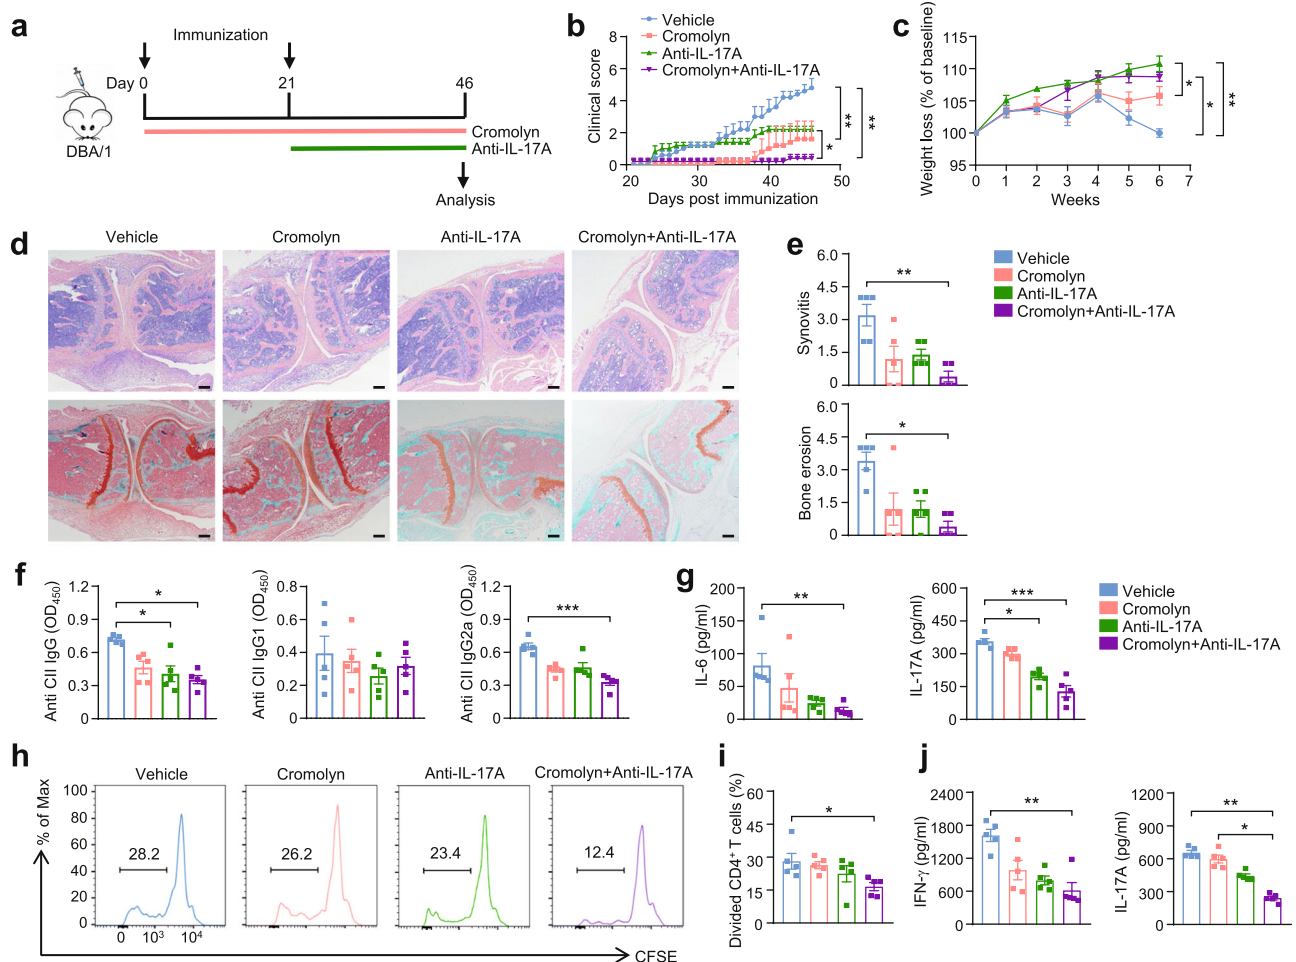 a
Immunization
Day 0
21
46
DBA/1
Cromolyn
Anti-IL-17A
Analysis
b
Vehicle
Cromolyn
Anti-IL-17A
Cromolyn+Anti-IL-17A
Clinical score
8
6
4
2
0
20
30
40
50
Days post immunization
*
**
**
c
Weight loss (% of baseline)
115
110
105
100
95
0
1
2
3
4
5
6
7
Weeks
*
*
**
d
Vehicle
Cromolyn
Anti-IL-17A
Cromolyn+Anti-IL-17A
e
Synovitis
6.0
4.5
3.0
1.5
0
**
Vehicle
Cromolyn
Anti-IL-17A
Cromolyn+Anti-IL-17A
Bone erosion
6.0
4.5
3.0
1.5
0
*
f
Anti CII IgG (OD450)
1.2
0.9
0.6
0.3
0
*
*
Anti CII IgG1 (OD450)
0.8
0.6
0.4
0.2
0
Anti CII IgG2a (OD450)
1.2
0.9
0.6
0.3
0
***
g
IL-6 (pg/ml)
200
150
100
50
0
**
IL-17A (pg/ml)
600
450
300
150
0
***
*
Vehicle
Cromolyn
Anti-IL-17A
Cromolyn+Anti-IL-17A
h
Vehicle
Cromolyn
Anti-IL-17A
Cromolyn+Anti-IL-17A
% of Max
100
80
60
40
20
0
28.2
26.2
23.4
12.4
0
10³
10⁴
CFSE
i
Divided CD4⁺ T cells (%)
60
45
30
15
0
*
j
IFN-γ (pg/ml)
2400
1800
1200
600
0
**
IL-17A (pg/ml)
1200
900
600
300
0
**
*